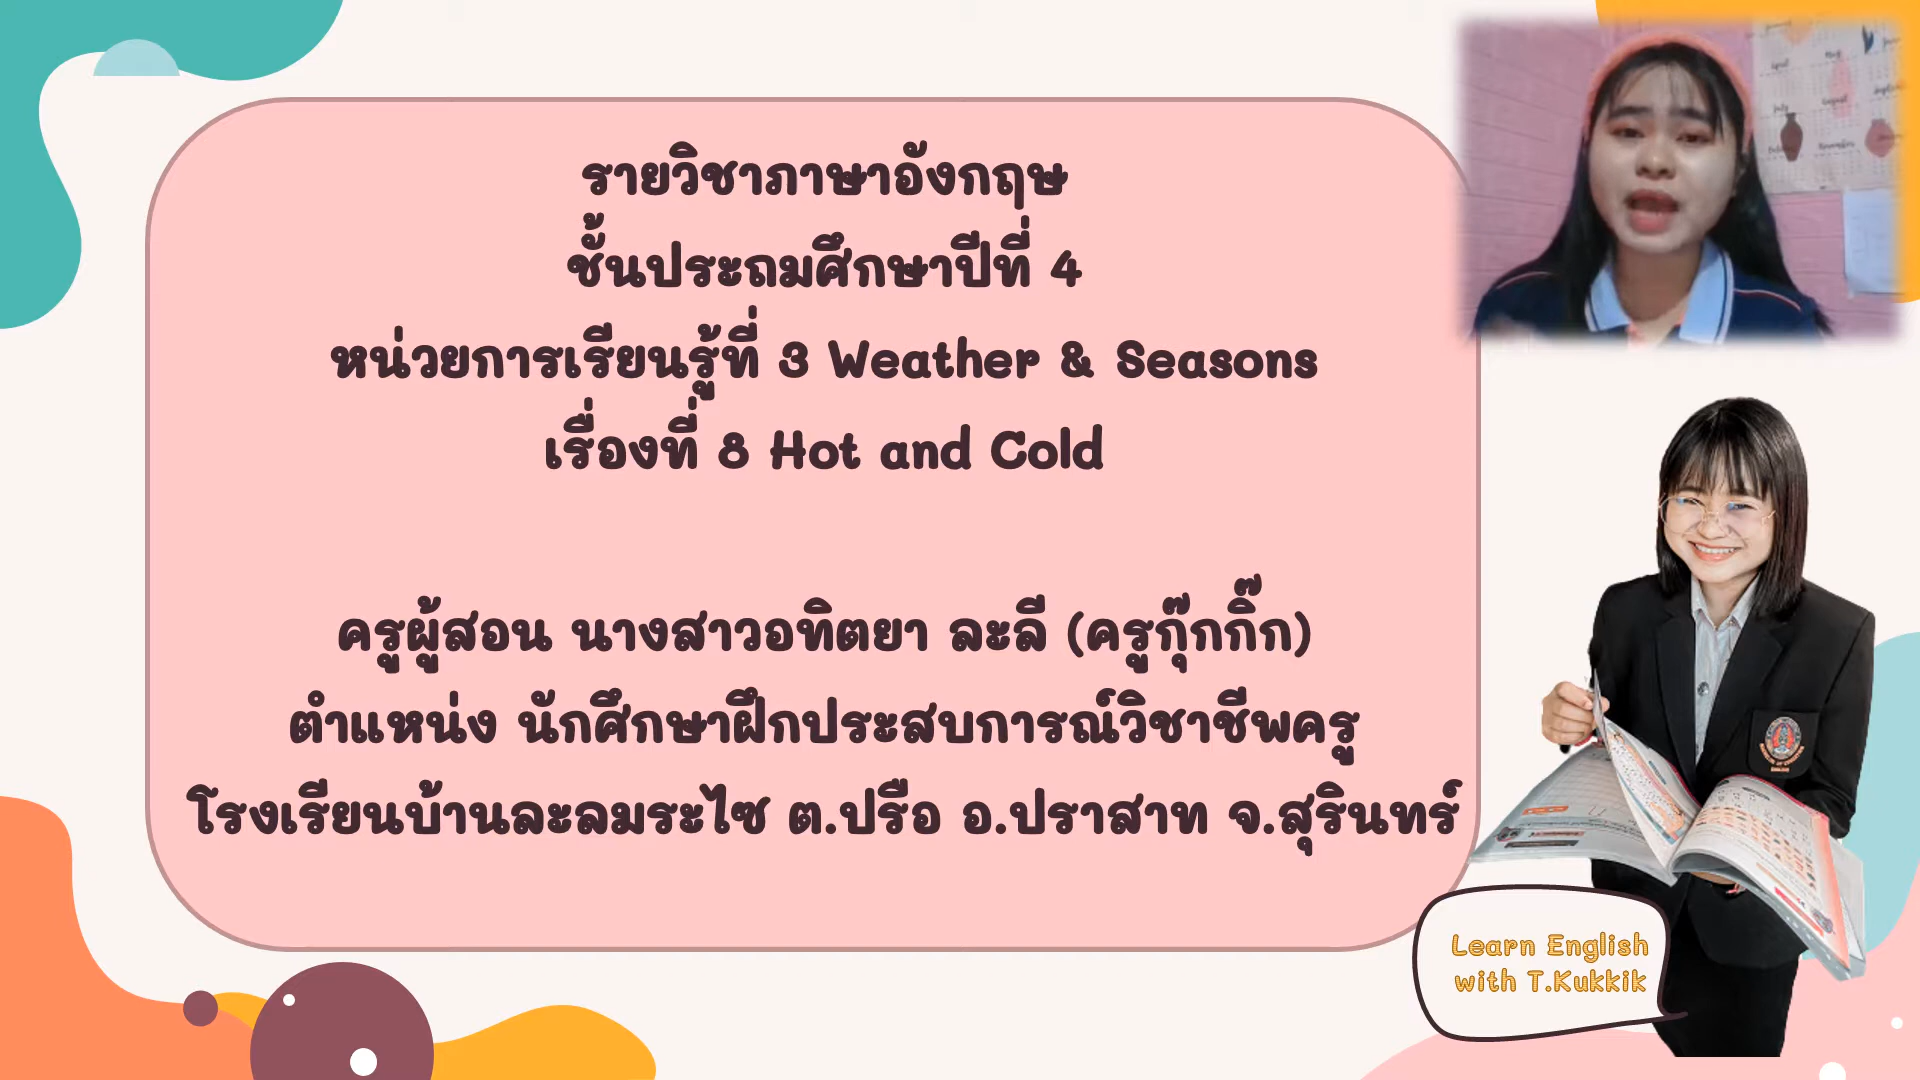 รายวิชาภาษาอังกฤษ
ชั้นประถมศึกษาปีที่ 4
หน่วยการเรียนรู้ที่ 3 Weather & Seasons
เรื่องที่ 8 Hot and Cold
ครูผู้สอน นางสาวอทิตยา ละลี (ครูกุ๊กกิ๊ก)
ตำแหน่ง นักศึกษาฝึกประสบการณ์วิชาชีพครู
โรงเรียนบ้านละลมระไซ ต.ปรือ อ.ปราสาท จ.สุรินทร์
Learn English
with T.Kukkik